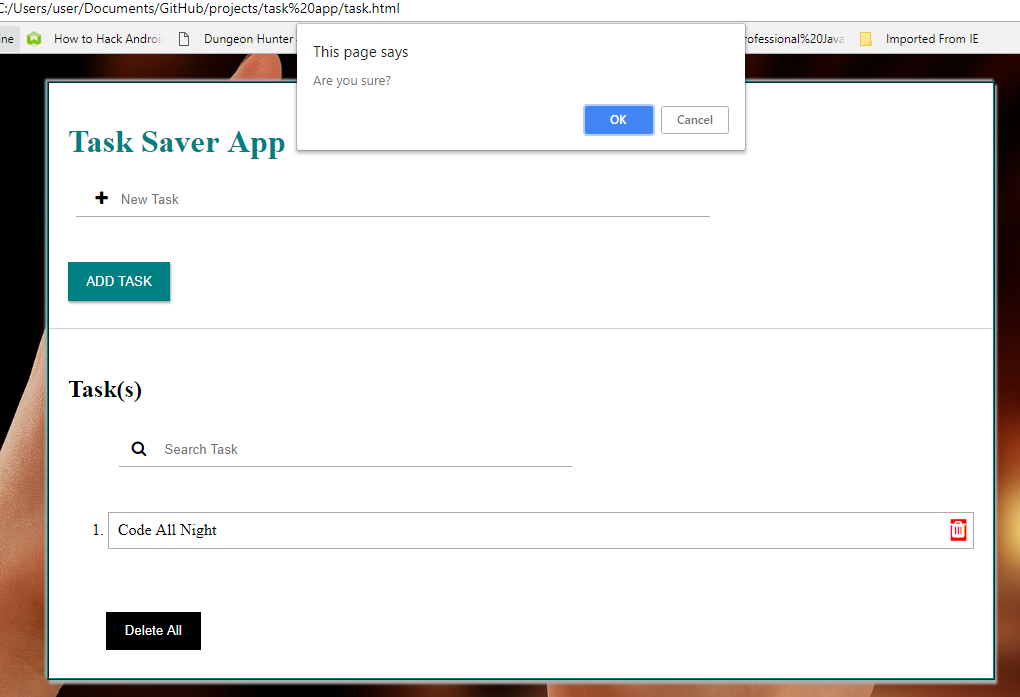 C:/Users/user/Documents/GitHub/projects/task%20app/task.html
ine How to Hack Androi Dungeon Hunter rofessional%20Java Imported From IE
This page says
Are you sure?
OK Cancel
Task Saver App
New Task
ADD TASK
Task(s)
Search Task
1. Code All Night
Delete All